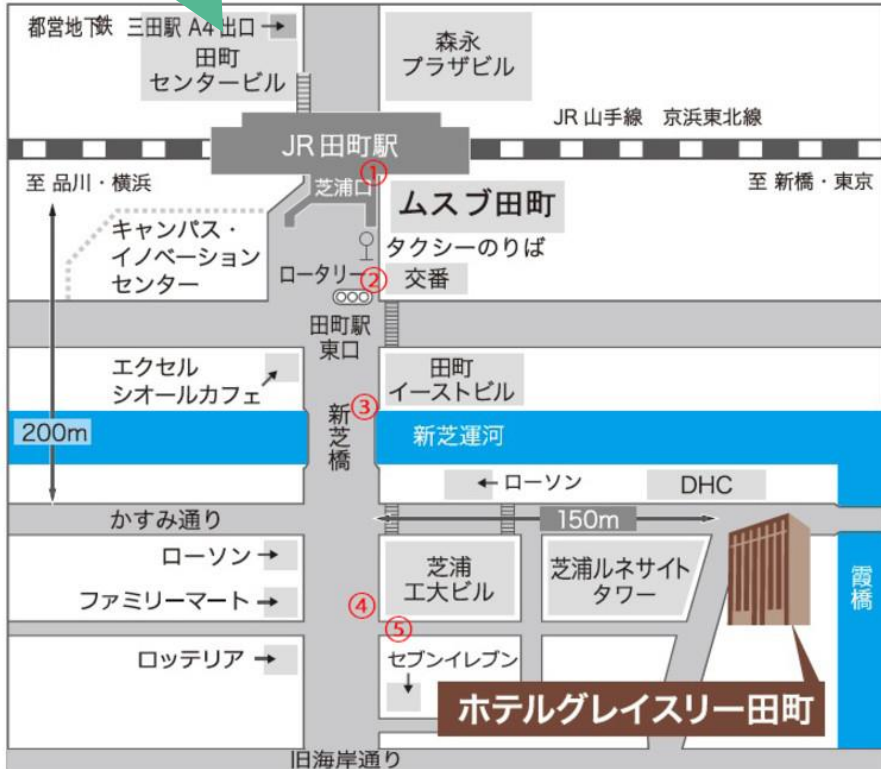 都営地下鉄 三田駅 A4出口→
田町
センタービル
森永
プラザビル
JR山手線 京浜東北線
JR田町駅
至 品川・横浜
①
芝浦口
至 新橋・東京
ムスブ田町
キャンパス・
イノベーション
センター
タクシーのりば
ロータリー
②
交番
田町駅
東口
エクセル
シオールカフェ
田町
イーストビル
③
200m
新芝橋
新芝運河
←ローソン
DHC
かすみ通り
150m
ローソン→
芝浦
工大ビル
芝浦ルネサイト
タワー
霞橋
ファミリーマート→
④
⑤
ロッテリア→
セブンイレブン
ホテルグレイスリー田町
旧海岸通り